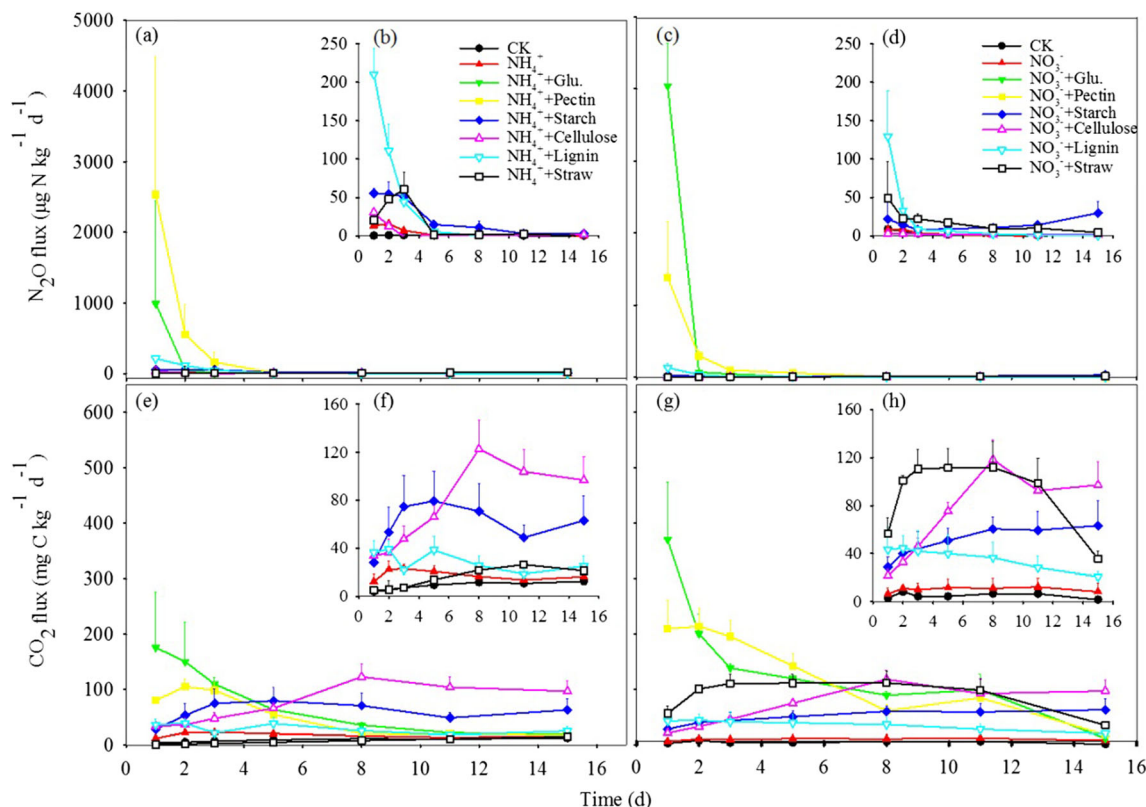 5000
4000
3000
2000
1000
0
N₂O flux (µg N kg⁻¹ d⁻¹)
(a)
(b)
250
200
150
100
50
0
0 2 4 6 8 10 12 14 16
CK
NH₄⁺
NH₄⁺+Glu.
NH₄⁺+Pectin
NH₄⁺+Starch
NH₄⁺+Cellulose
NH₄⁺+Lignin
NH₄⁺+Straw
(c)
(d)
250
200
150
100
50
0
0 2 4 6 8 10 12 14 16
CK
NO₃⁻
NO₃⁻+Glu.
NO₃⁻+Pectin
NO₃⁻+Starch
NO₃⁻+Cellulose
NO₃⁻+Lignin
NO₃⁻+Straw
600
500
400
300
200
100
0
CO₂ flux (mg C kg⁻¹ d⁻¹)
(e)
(f)
160
120
80
40
0
0 2 4 6 8 10 12 14 16
0 2 4 6 8 10 12 14 16
(g)
(h)
160
120
80
40
0
0 2 4 6 8 10 12 14 16
0 2 4 6 8 10 12 14 16
Time (d)